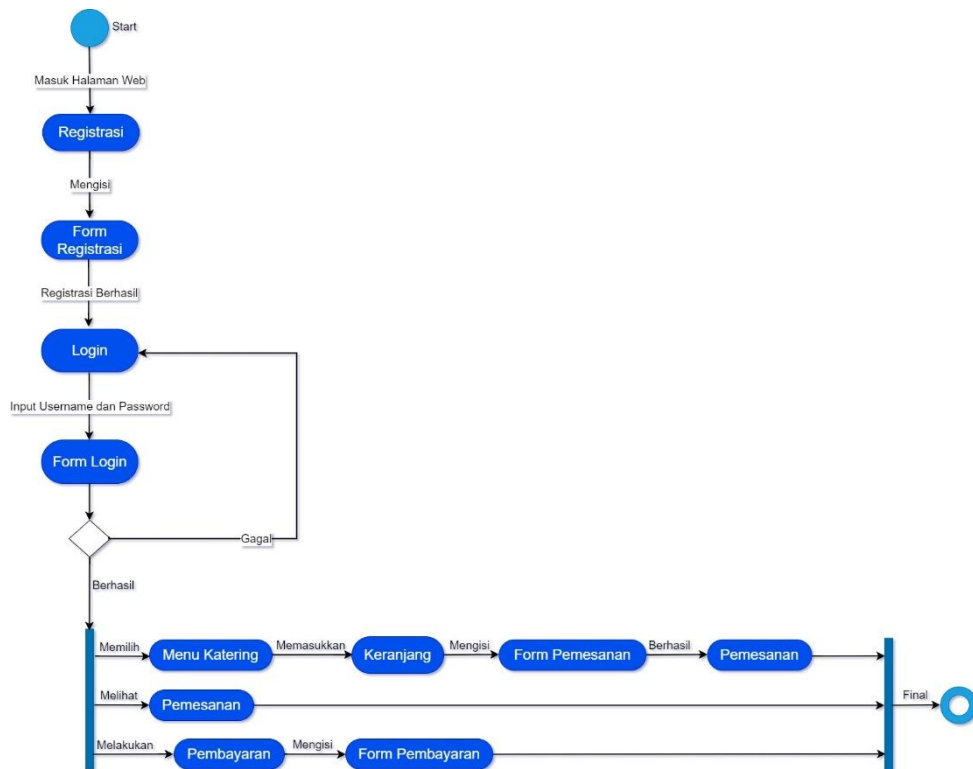 Start
Masuk Halaman Web
Registrasi
Mengisi
Form
Registrasi
Registrasi Berhasil
Login
Input Username dan Password
Form Login
Gagal
Berhasil
Memilih
Menu Katering
Memasukkan
Keranjang
Mengisi
Form Pemesanan
Berhasil
Pemesanan
Melihat
Pemesanan
Final
Melakukan
Pembayaran
Mengisi
Form Pembayaran